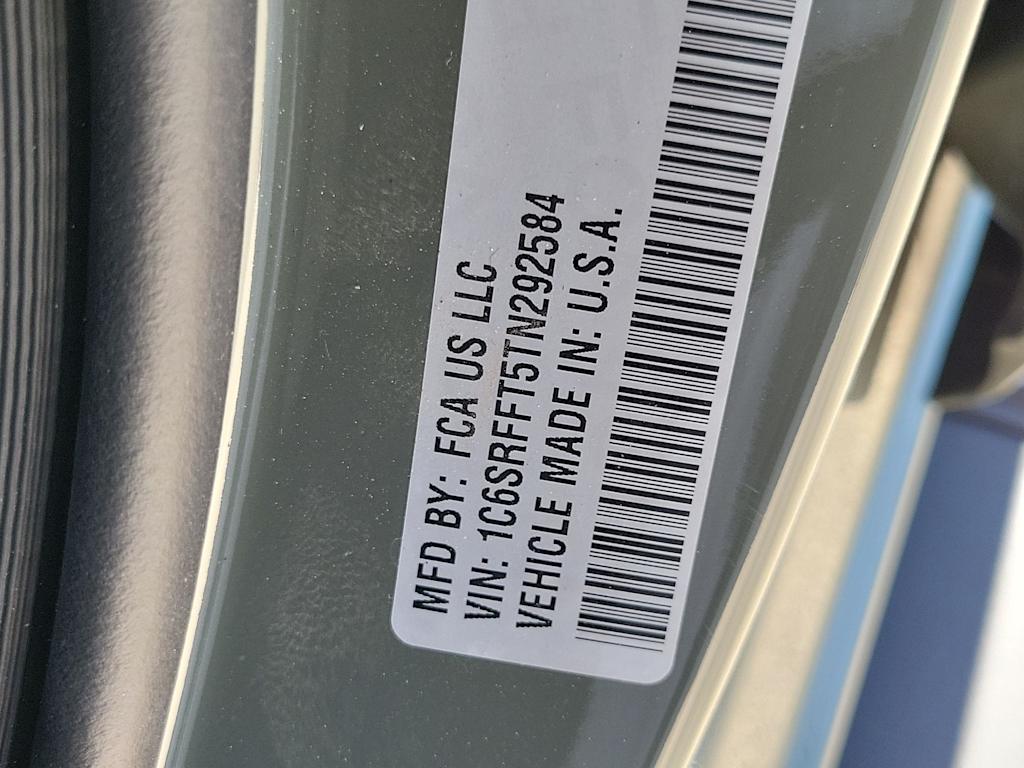 MFD BY: FCA US LLC
VIN: 1C6SRFFT5TN292584
VEHICLE MADE IN: U.S.A.